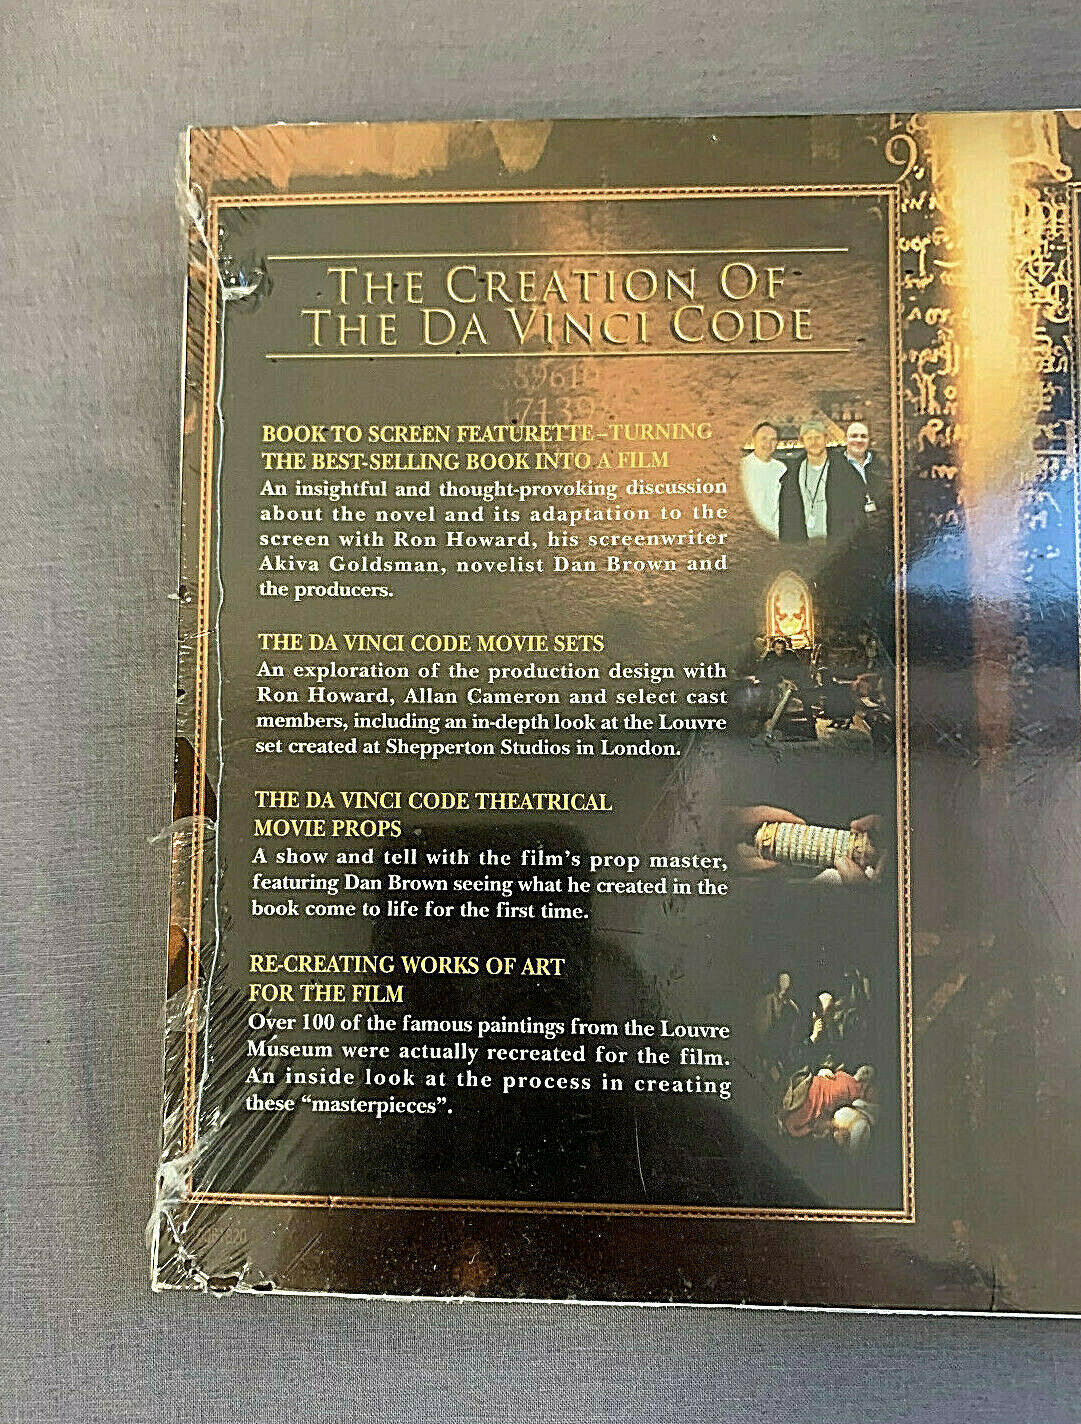 THE CREATION OF
THE DA VINCI CODE
BOOK TO SCREEN FEATURETTE–TURNING
THE BEST-SELLING BOOK INTO A FILM
An insightful and thought-provoking discussion
about the novel and its adaptation to the
screen with Ron Howard, his screenwriter
Akiva Goldsman, novelist Dan Brown and
the producers.
THE DA VINCI CODE MOVIE SETS
An exploration of the production design with
Ron Howard, Allan Cameron and select cast
members, including an in-depth look at the Louvre
set created at Shepperton Studios in London.
THE DA VINCI CODE THEATRICAL
MOVIE PROPS
A show and tell with the film's prop master,
featuring Dan Brown seeing what he created in the
book come to life for the first time.
RE-CREATING WORKS OF ART
FOR THE FILM
Over 100 of the famous paintings from the Louvre
Museum were actually recreated for the film.
An inside look at the process in creating
these “masterpieces”.